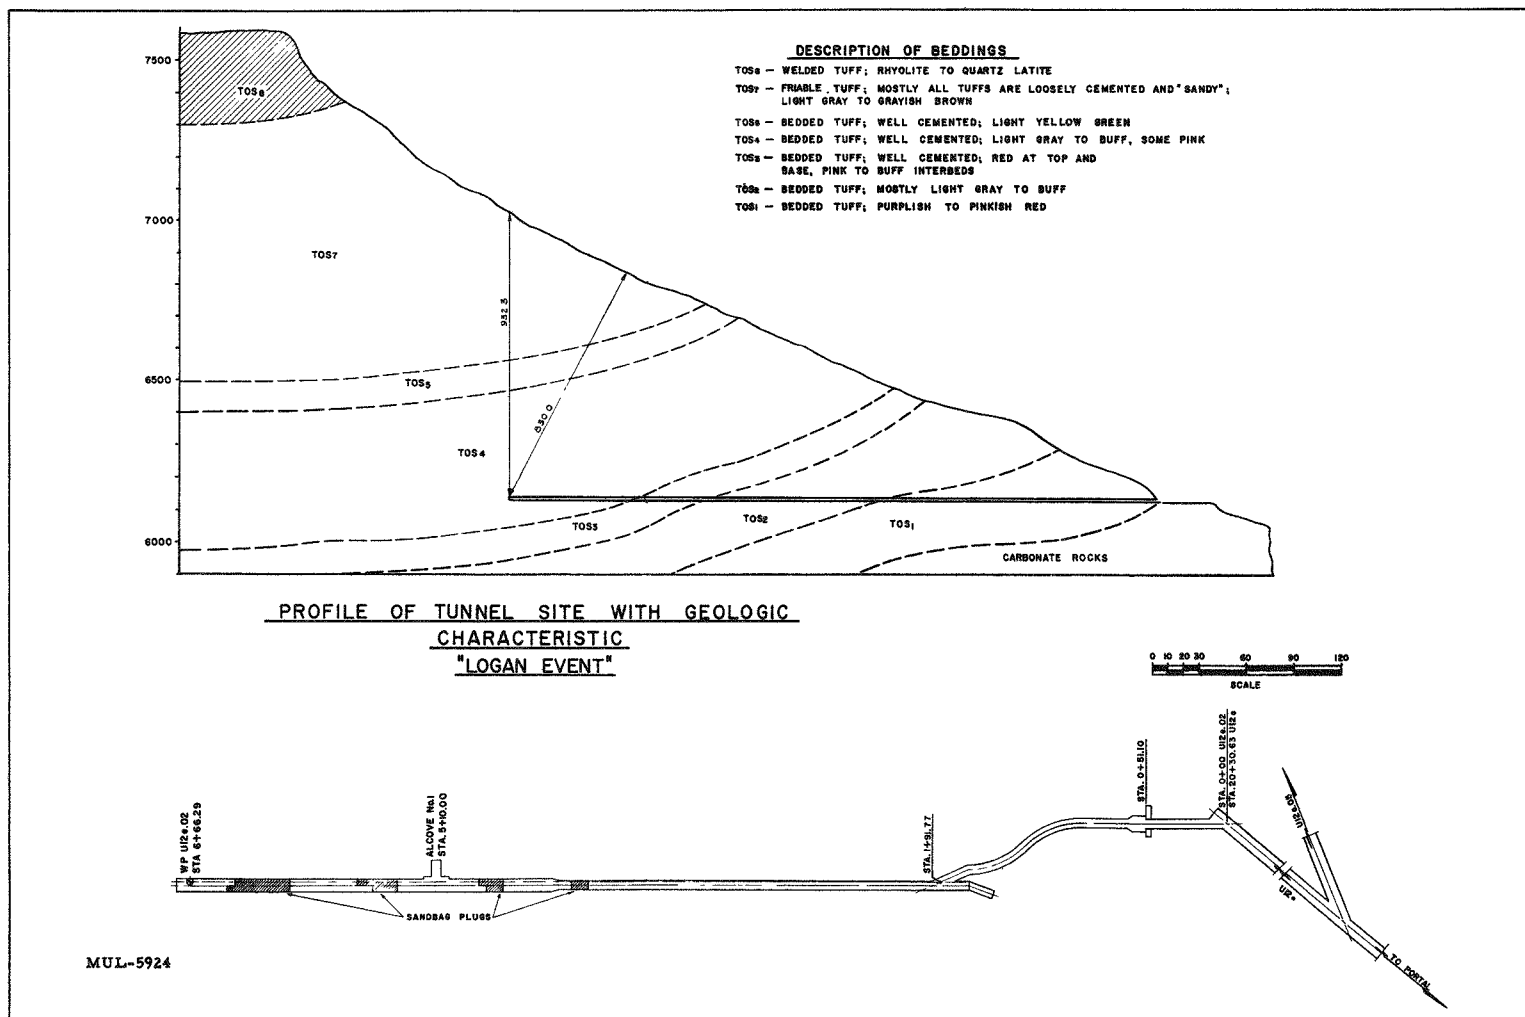 DESCRIPTION OF BEDDINGS
TOS8 — WELDED TUFF; RHYOLITE TO QUARTZ LATITE
TOS7 — FRIABLE TUFF; MOSTLY ALL TUFFS ARE LOOSELY CEMENTED AND "SANDY";
LIGHT GRAY TO GRAYISH BROWN
TOS5 — BEDDED TUFF; WELL CEMENTED; LIGHT YELLOW GREEN
TOS4 — BEDDED TUFF; WELL CEMENTED; LIGHT GRAY TO BUFF, SOME PINK
TOS3 — BEDDED TUFF; WELL CEMENTED; RED AT TOP AND
BASE, PINK TO BUFF INTERBEDS
TOS2 — BEDDED TUFF; MOSTLY LIGHT GRAY TO BUFF
TOS1 — BEDDED TUFF; PURPLISH TO PINKISH RED
7500
TOS8
7000
TOS7
932.3
6500
TOS5
830.0
TOS4
TOS3
TOS2
TOS1
6000
CARBONATE ROCKS
PROFILE OF TUNNEL SITE WITH GEOLOGIC
CHARACTERISTIC
"LOGAN EVENT"
0 10 20 30 60 90 120
SCALE
WP U12e.02
STA 6+66.29
ALCOVE No.1
STA. 5+10.00
STA. 1+91.77
STA. 0+51.10
STA. 0+00 U12e.02
STA. 20+30.63 U12e
U12e.05
U12e
SANDBAG PLUGS
TO PORTAL
MUL-5924